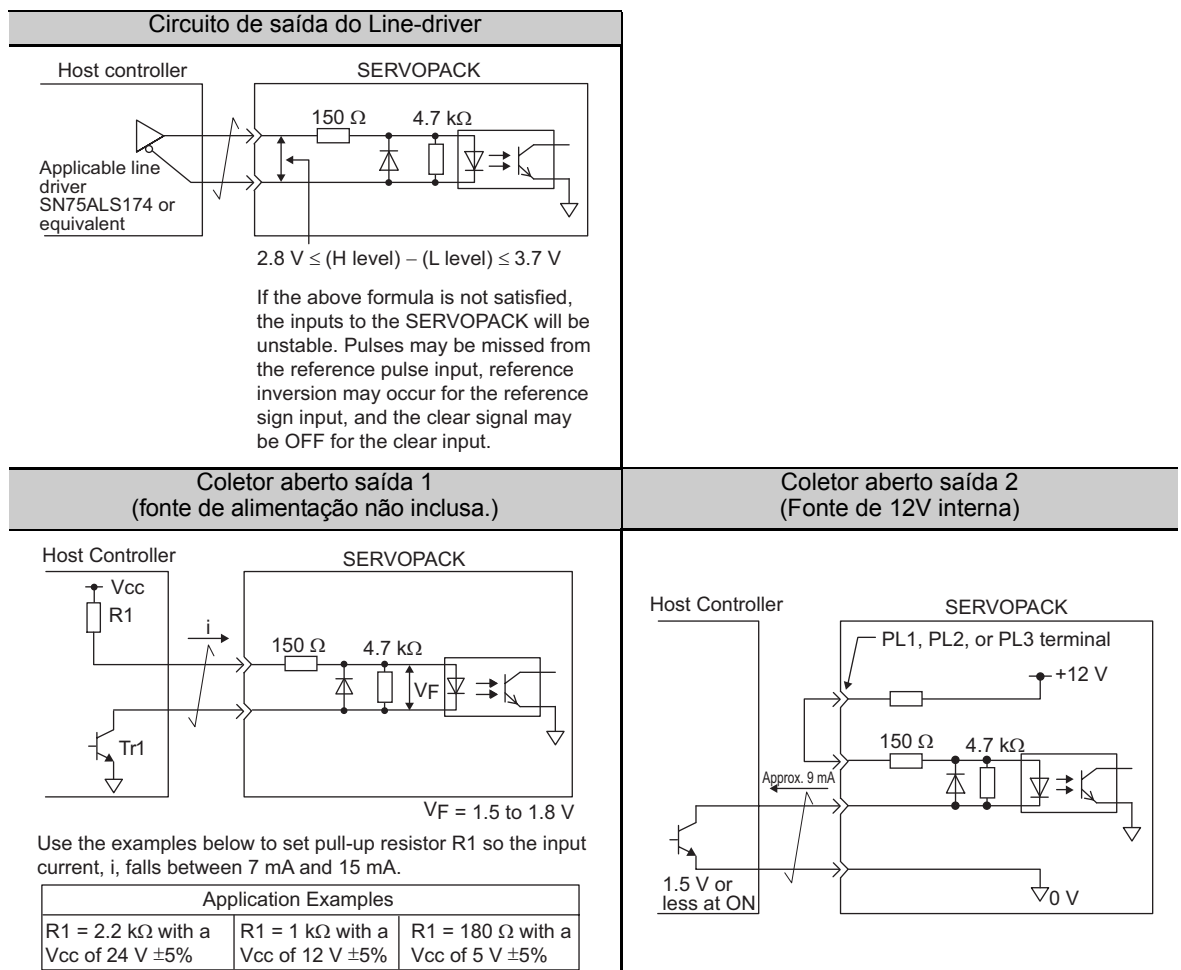 Circuito de saída do Line-driver
Host controller
SERVOPACK
150 Ω
4.7 kΩ
Applicable line
driver
SN75ALS174 or
equivalent
2.8 V ≤ (H level) – (L level) ≤ 3.7 V
If the above formula is not satisfied,
the inputs to the SERVOPACK will be
unstable. Pulses may be missed from
the reference pulse input, reference
inversion may occur for the reference
sign input, and the clear signal may
be OFF for the clear input.
Coletor aberto saída 1
(fonte de alimentação não inclusa.)
Host Controller
SERVOPACK
Vcc
R1
i
150 Ω
4.7 kΩ
VF
Tr1
VF = 1.5 to 1.8 V
Use the examples below to set pull-up resistor R1 so the input
current, i, falls between 7 mA and 15 mA.
Application Examples
R1 = 2.2 kΩ with a
Vcc of 24 V ±5%
R1 = 1 kΩ with a
Vcc of 12 V ±5%
R1 = 180 Ω with a
Vcc of 5 V ±5%
Coletor aberto saída 2
(Fonte de 12V interna)
Host Controller
SERVOPACK
PL1, PL2, or PL3 terminal
+12 V
150 Ω
4.7 kΩ
Approx. 9 mA
1.5 V or
less at ON
0 V